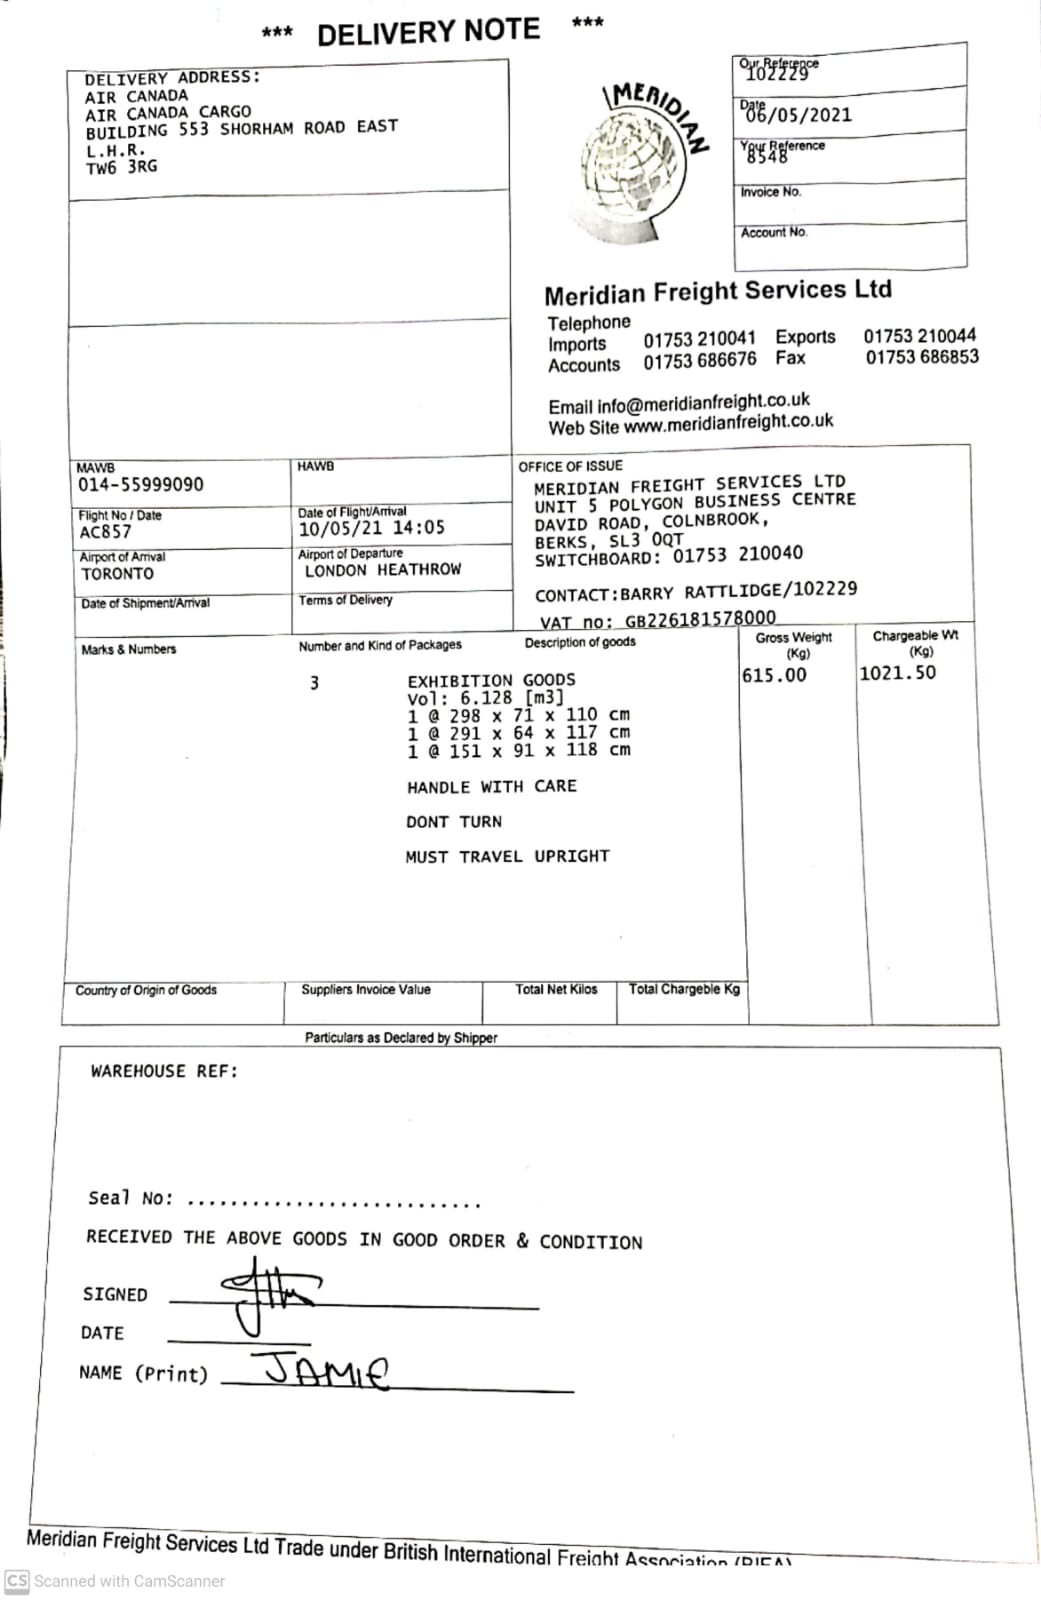 *** DELIVERY NOTE ***
DELIVERY ADDRESS:
AIR CANADA
AIR CANADA CARGO
BUILDING 553 SHORHAM ROAD EAST
L.H.R.
TW6 3RG
MERIDIAN
Our Reference
102229
Date
06/05/2021
Your Reference
8548
Invoice No.
Account No.
Meridian Freight Services Ltd
Telephone
Imports 01753 210041 Exports 01753 210044
Accounts 01753 686676 Fax 01753 686853
Email info@meridianfreight.co.uk
Web Site www.meridianfreight.co.uk
MAWB
014-55999090
HAWB
Flight No / Date
AC857
Date of Flight/Arrival
10/05/21 14:05
Airport of Arrival
TORONTO
Airport of Departure
LONDON HEATHROW
Date of Shipment/Arrival
Terms of Delivery
OFFICE OF ISSUE
MERIDIAN FREIGHT SERVICES LTD
UNIT 5 POLYGON BUSINESS CENTRE
DAVID ROAD, COLNBROOK,
BERKS, SL3 0QT
SWITCHBOARD: 01753 210040
CONTACT:BARRY RATTLIDGE/102229
VAT no: GB226181578000
Marks & Numbers Number and Kind of Packages Description of goods Gross Weight (Kg) Chargeable Wt (Kg)
3 EXHIBITION GOODS 615.00 1021.50
Vol: 6.128 [m3]
1 @ 298 x 71 x 110 cm
1 @ 291 x 64 x 117 cm
1 @ 151 x 91 x 118 cm
HANDLE WITH CARE
DONT TURN
MUST TRAVEL UPRIGHT
Country of Origin of Goods Suppliers Invoice Value Total Net Kilos Total Chargeble Kg
Particulars as Declared by Shipper
WAREHOUSE REF:
Seal No: ...........................
RECEIVED THE ABOVE GOODS IN GOOD ORDER & CONDITION
SIGNED
DATE
NAME (Print) JAMIE
Meridian Freight Services Ltd Trade under British International Freight Association (BIFA)
CS Scanned with CamScanner